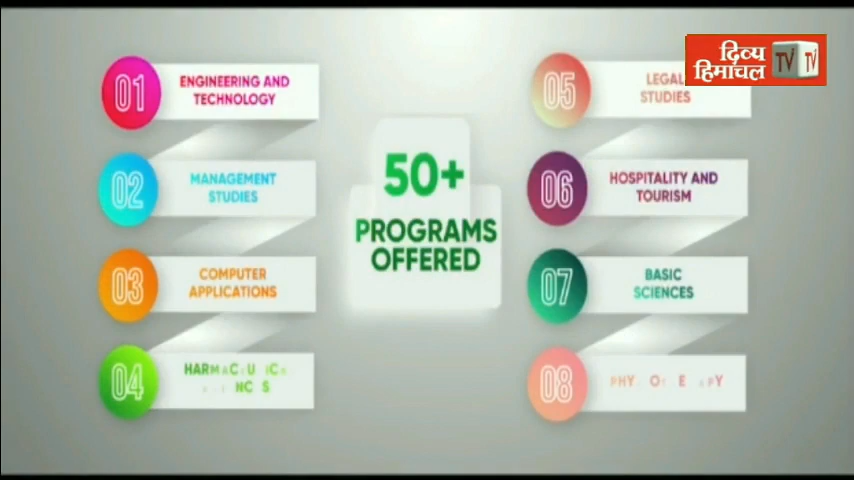 01
ENGINEERING AND
TECHNOLOGY
02
MANAGEMENT
STUDIES
03
COMPUTER
APPLICATIONS
04
50+
PROGRAMS
OFFERED
05
LEGAL
STUDIES
06
HOSPITALITY AND
TOURISM
07
BASIC
SCIENCES
08
दिव्य
हिमाचल
TV TV